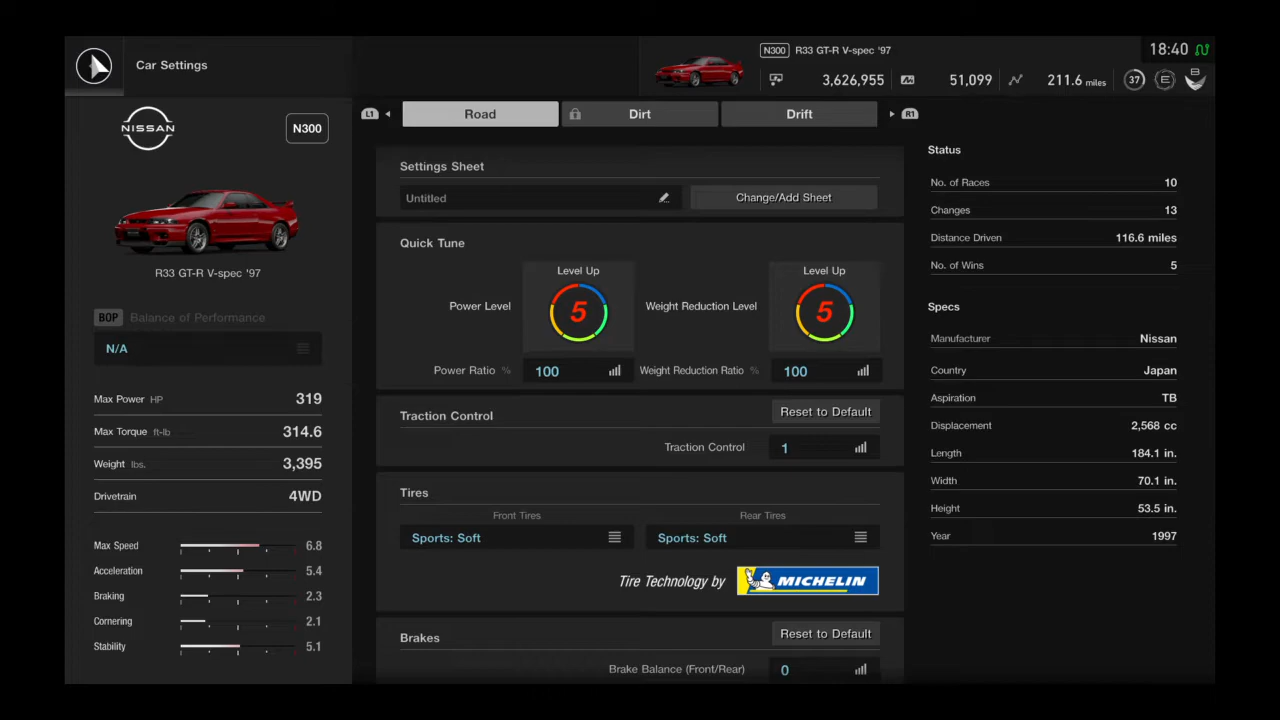 Car Settings
N300 R33 GT-R V-spec '97
18:40
3,626,955
51,099
211.6 miles
37
E
B
NISSAN
N300
R33 GT-R V-spec '97
BOP Balance of Performance
N/A
Max Power HP 319
Max Torque ft-lb 314.6
Weight lbs. 3,395
Drivetrain 4WD
Max Speed 6.8
Acceleration 5.4
Braking 2.3
Cornering 2.1
Stability 5.1
L1 Road Dirt Drift R1
Settings Sheet
Untitled Change/Add Sheet
Quick Tune
Level Up Level Up
Power Level 5 Weight Reduction Level 5
Power Ratio % 100 Weight Reduction Ratio % 100
Traction Control Reset to Default
Traction Control 1
Tires
Front Tires Rear Tires
Sports: Soft Sports: Soft
Tire Technology by MICHELIN
Brakes Reset to Default
Brake Balance (Front/Rear) 0
Status
No. of Races 10
Changes 13
Distance Driven 116.6 miles
No. of Wins 5
Specs
Manufacturer Nissan
Country Japan
Aspiration TB
Displacement 2,568 cc
Length 184.1 in.
Width 70.1 in.
Height 53.5 in.
Year 1997